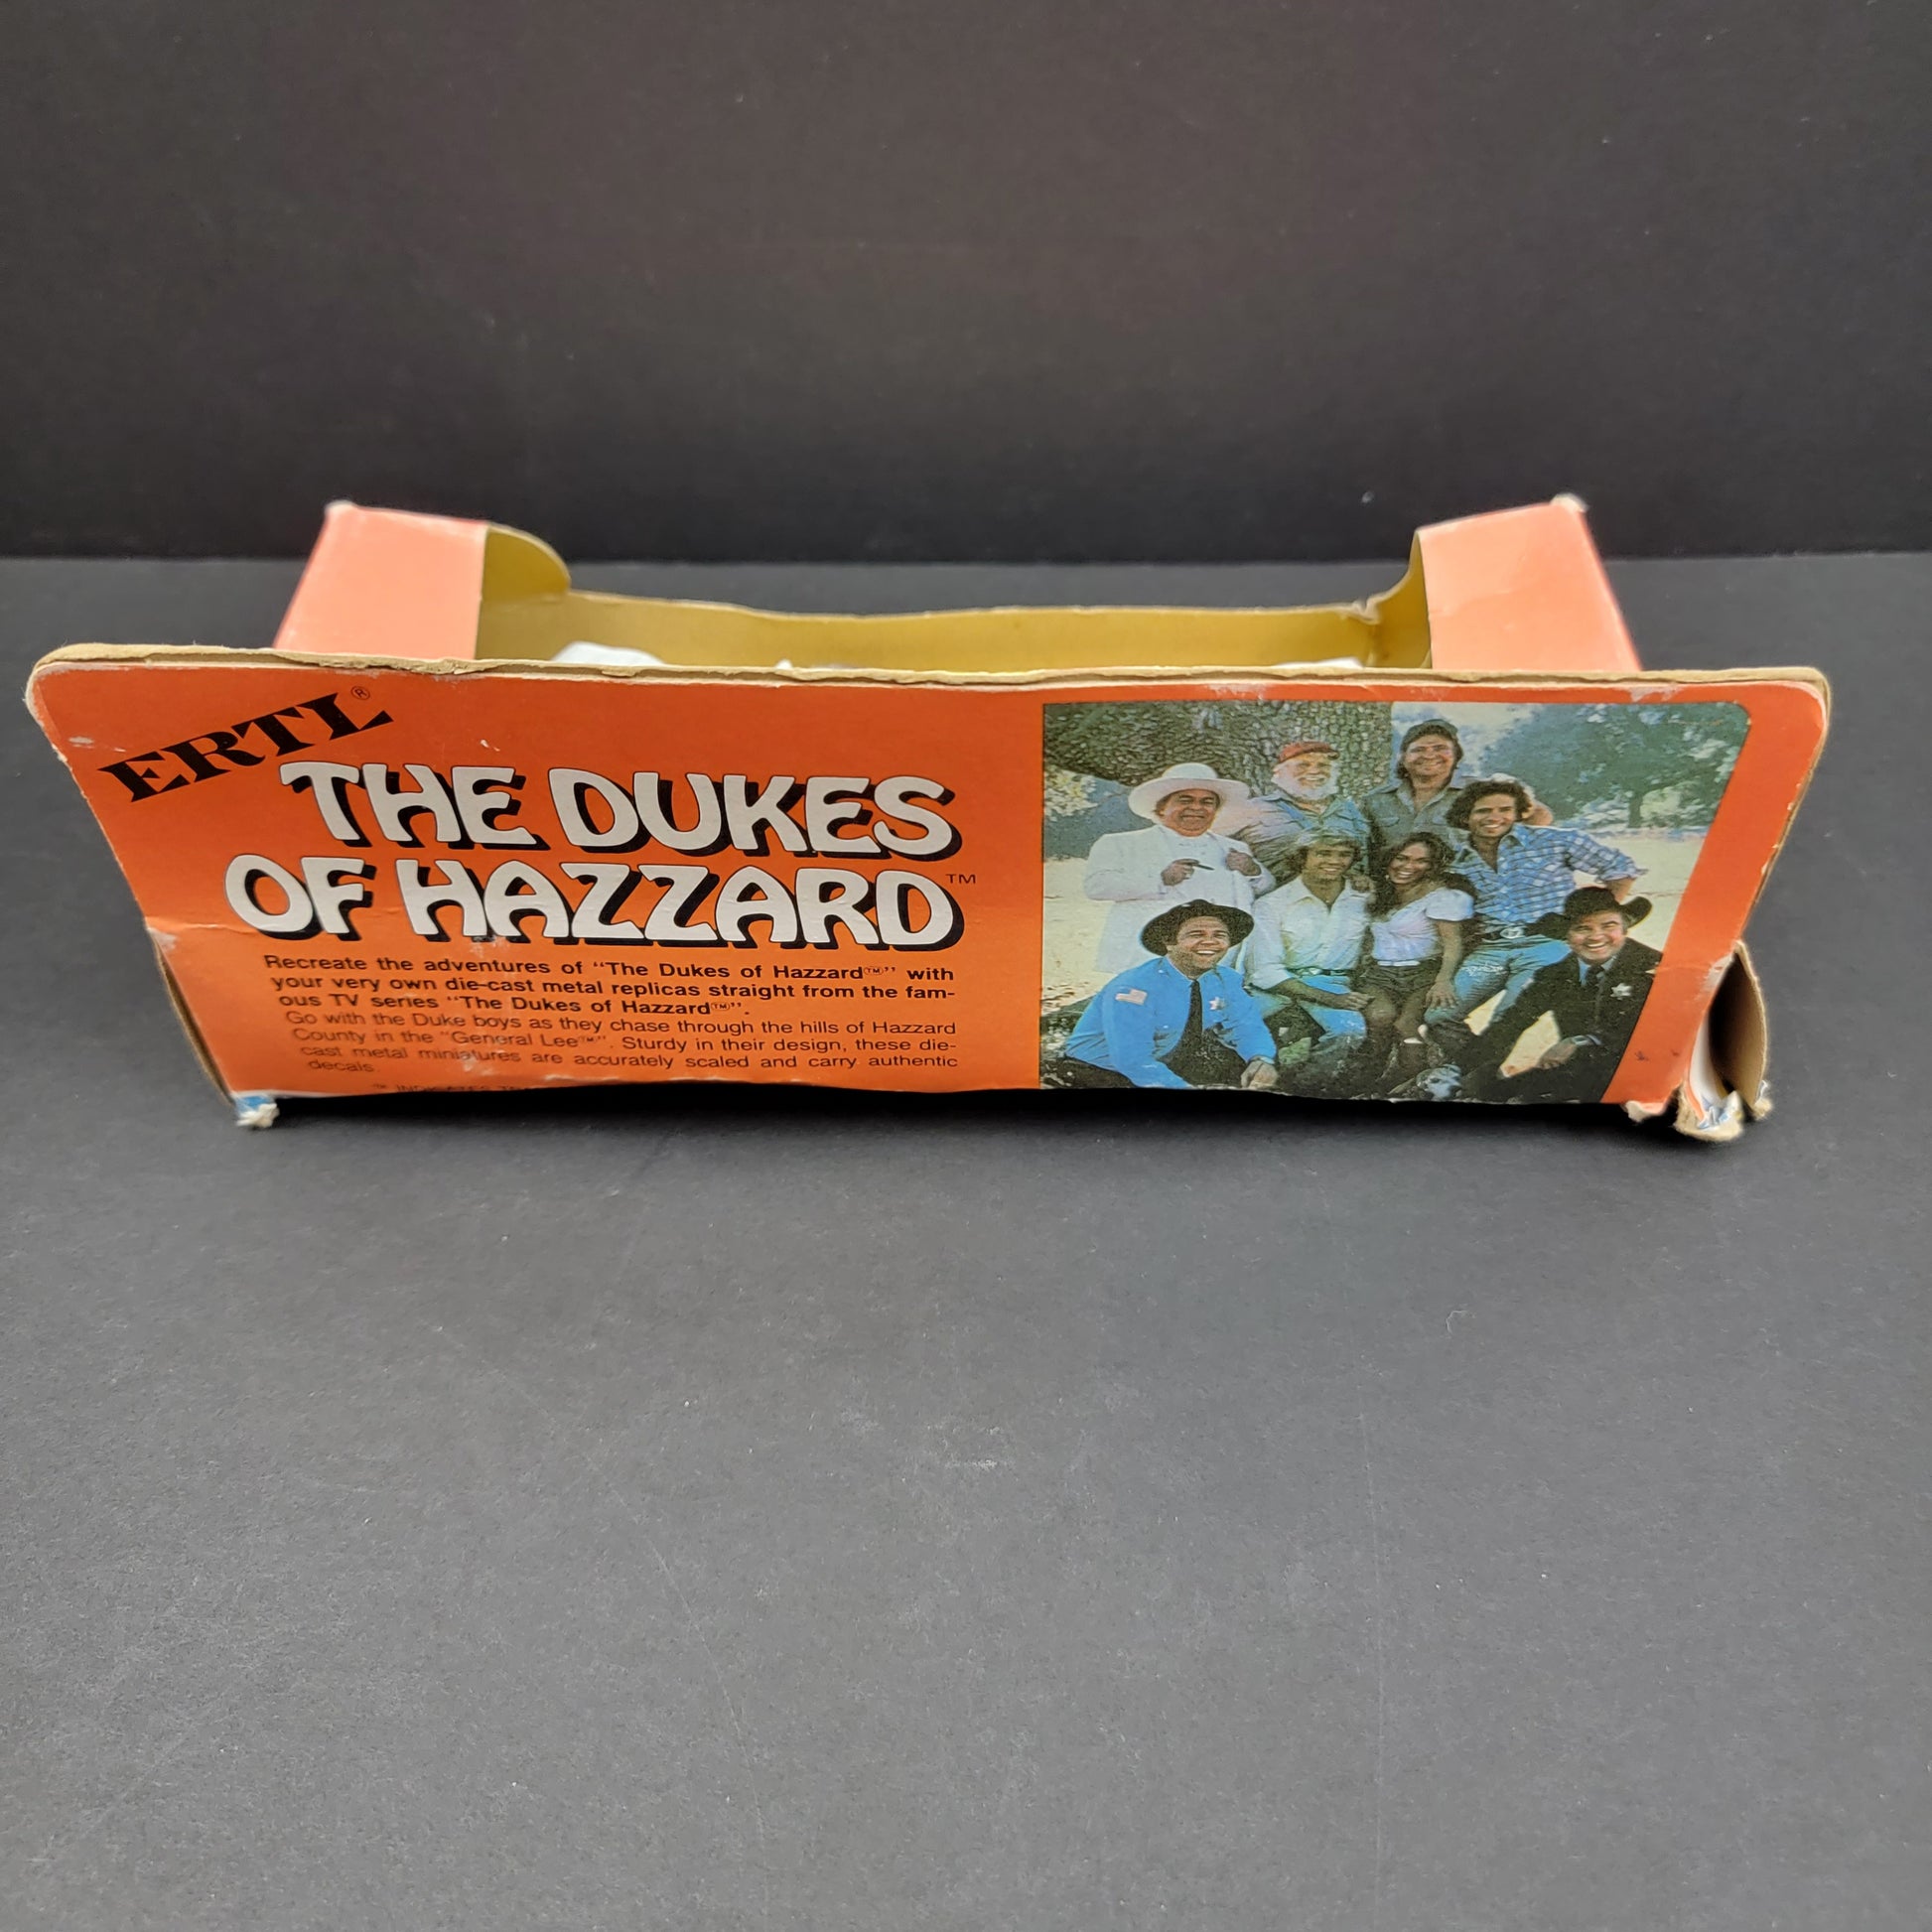 ERTL®
THE DUKES
OF HAZZARD™
Recreate the adventures of "The Dukes of Hazzard™" with
your very own die-cast metal replicas straight from the fam-
ous TV series "The Dukes of Hazzard™".
Go with the Duke boys as they chase through the hills of Hazzard
County in the "General Lee™". Sturdy in their design, these die-
cast metal miniatures are accurately scaled and carry authentic
decals.
™ INDICATES